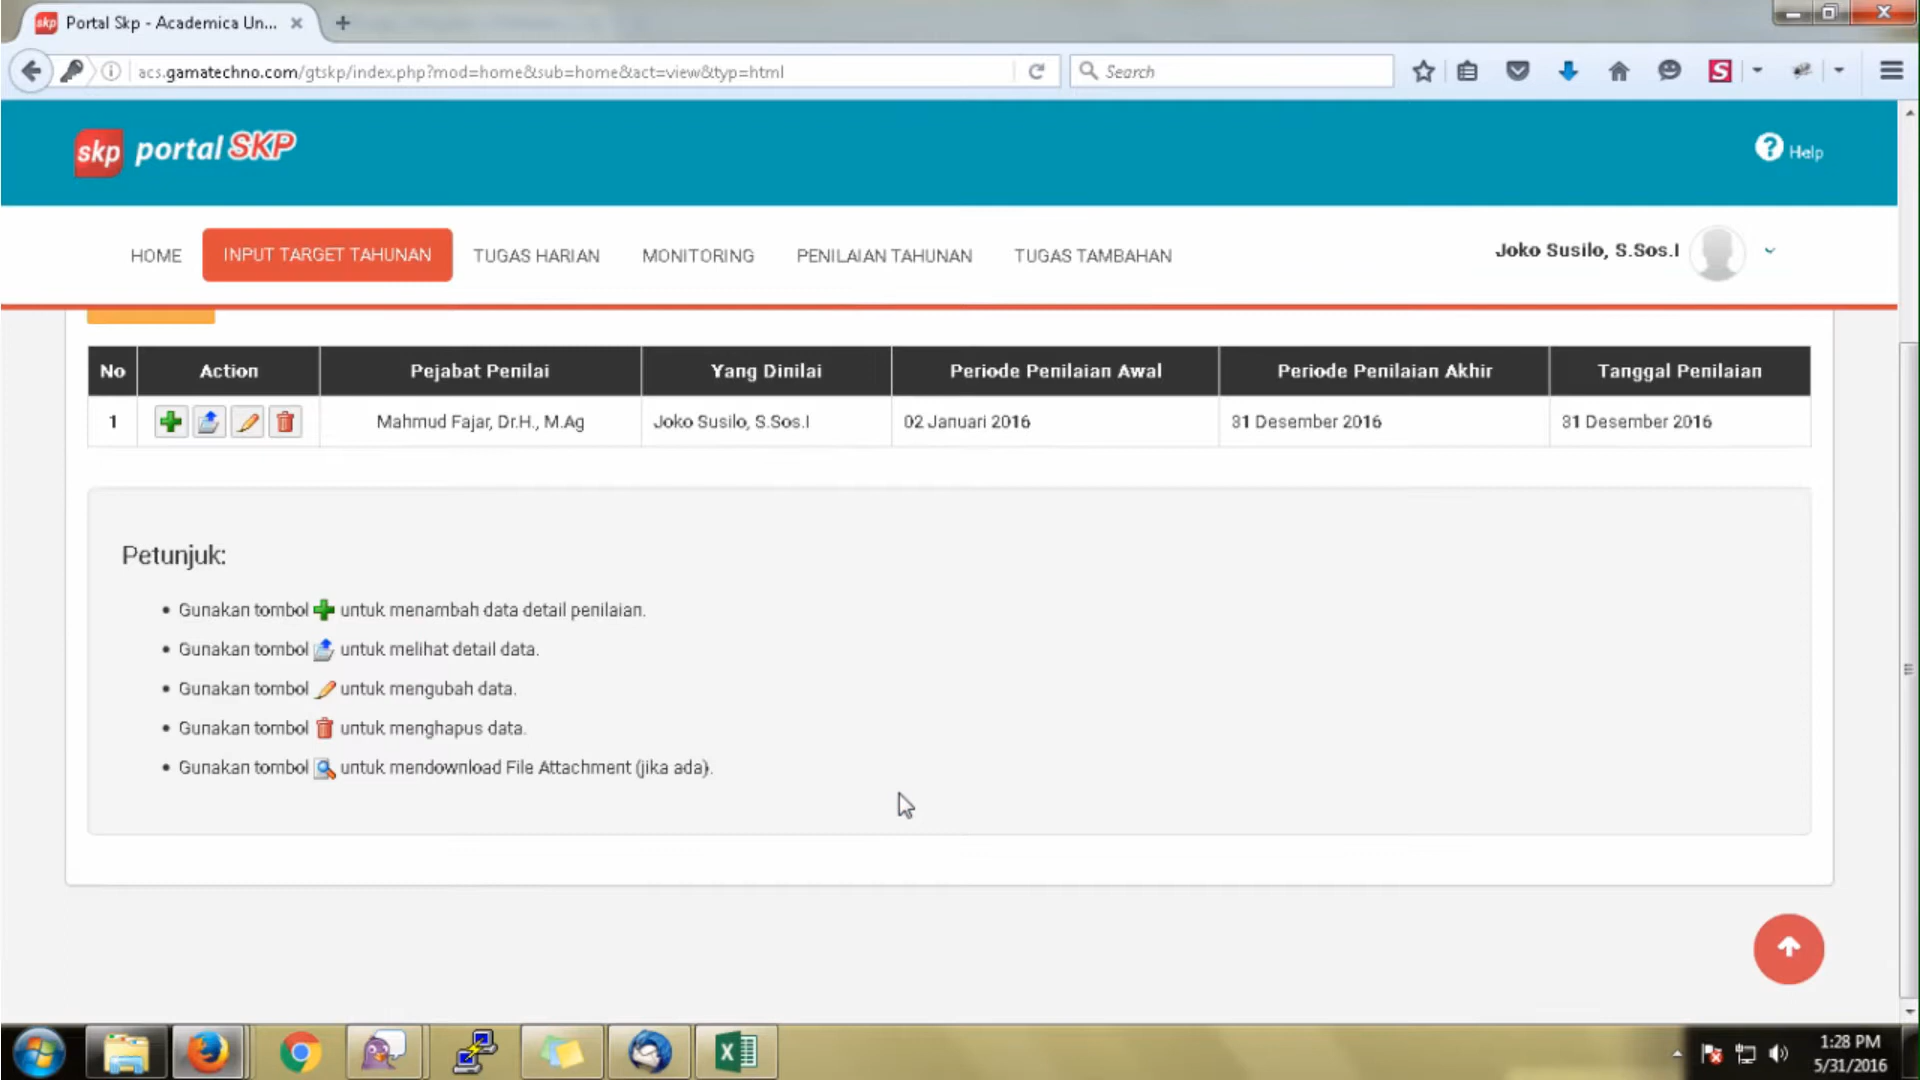 skp Portal Skp - Academica Un...
acs.gamatechno.com/gtskp/index.php?mod=home&sub=home&act=view&typ=html
Search
S
skp portal SKP
? Help
HOME
INPUT TARGET TAHUNAN
TUGAS HARIAN
MONITORING
PENILAIAN TAHUNAN
TUGAS TAMBAHAN
Joko Susilo, S.Sos.I
No Action Pejabat Penilai Yang Dinilai Periode Penilaian Awal Periode Penilaian Akhir Tanggal Penilaian
1 Mahmud Fajar, Dr.H., M.Ag Joko Susilo, S.Sos.I 02 Januari 2016 31 Desember 2016 31 Desember 2016
Petunjuk:
• Gunakan tombol untuk menambah data detail penilaian.
• Gunakan tombol untuk melihat detail data.
• Gunakan tombol untuk mengubah data.
• Gunakan tombol untuk menghapus data.
• Gunakan tombol untuk mendownload File Attachment (jika ada).
1:28 PM
5/31/2016